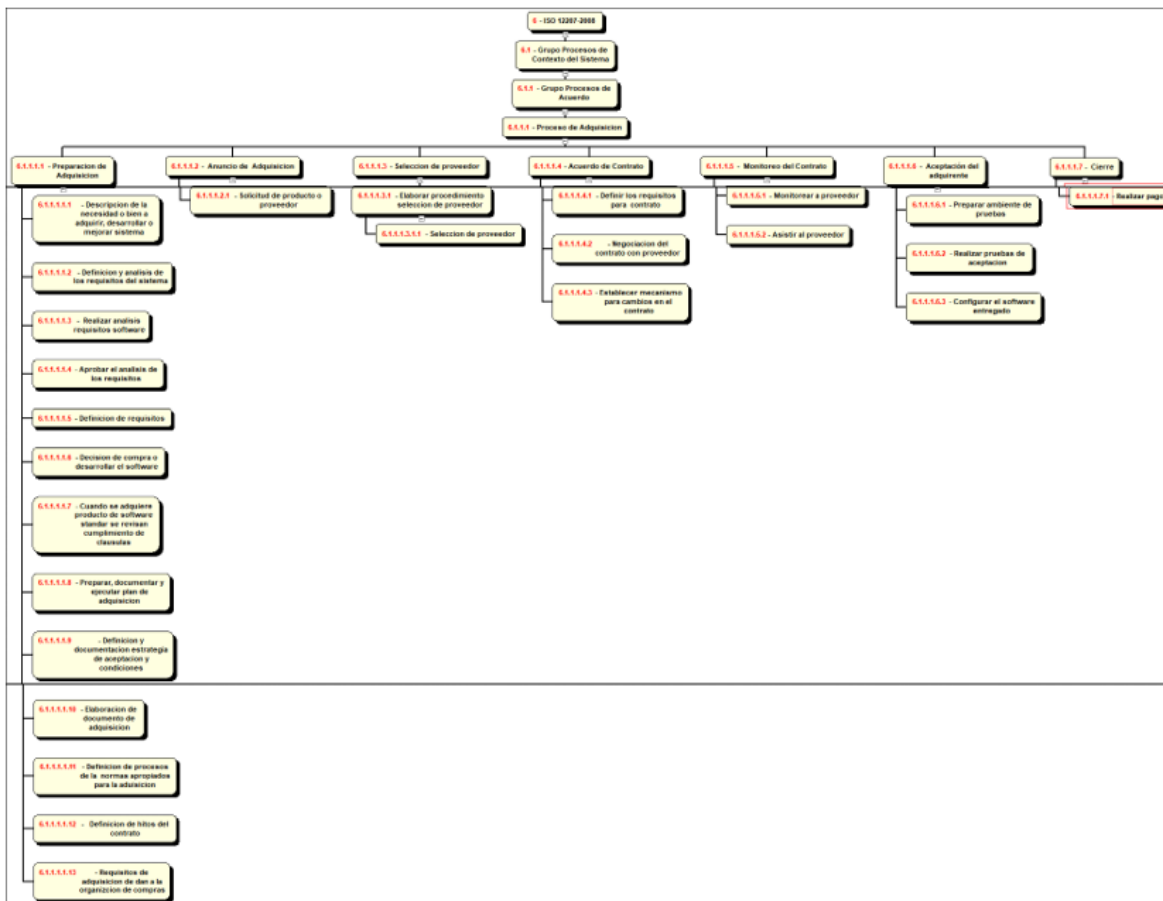 6 - ISO 12207-2008
6.1 - Grupo Procesos de
Contexto del Sistema
6.1.1 - Grupo Procesos de
Acuerdo
6.1.1.1 - Proceso de Adquisicion
6.1.1.1.1 - Preparacion de
Adquisicion
6.1.1.1.2 - Anuncio de Adquisicion
6.1.1.1.3 - Seleccion de proveedor
6.1.1.1.4 - Acuerdo de Contrato
6.1.1.1.5 - Monitoreo del Contrato
6.1.1.1.6 - Aceptación del
adquirente
6.1.1.1.7 - Cierre
6.1.1.1.1.1 - Descripcion de la
necesidad o bien a
adquirir, desarrollar o
mejorar sistema
6.1.1.1.1.2 - Definicion y analisis de
los requisitos del sistema
6.1.1.1.1.3 - Realizar analisis
requisitos software
6.1.1.1.1.4 - Aprobar el analisis de
los requisitos
6.1.1.1.1.5 - Definicion de requisitos
6.1.1.1.1.6 - Decision de compra o
desarrollar el software
6.1.1.1.1.7 - Cuando se adquiere
producto de software
standar se revisan
cumplimiento de
clausulas
6.1.1.1.1.8 - Preparar, documentar y
ejecutar plan de
adquisicion
6.1.1.1.1.9 - Definicion y
documentacion estrategia
de aceptacion y
condiciones
6.1.1.1.1.10 - Elaboracion de
documento de
adquisicion
6.1.1.1.1.11 - Definicion de procesos
de la normas apropiados
para la aduisicion
6.1.1.1.1.12 - Definicion de hitos del
contrato
6.1.1.1.1.13 - Requisitos de
adquisicion de dan a la
organizcion de compras
6.1.1.1.2.1 - Solicitud de producto o
proveedor
6.1.1.1.3.1 - Elaborar procedimiento
seleccion de proveedor
6.1.1.1.3.1.1 - Seleccion de proveedor
6.1.1.1.4.1 - Definir los requisitos
para contrato
6.1.1.1.4.2 - Negociacion del
contrato con proveedor
6.1.1.1.4.3 - Establecer mecanismo
para cambios en el
contrato
6.1.1.1.5.1 - Monitorear a proveedor
6.1.1.1.5.2 - Asistir al proveedor
6.1.1.1.6.1 - Preparar ambiente de
pruebas
6.1.1.1.6.2 - Realizar pruebas de
aceptacion
6.1.1.1.6.3 - Configurar el software
entregado
6.1.1.1.7.1 - Realizar pago